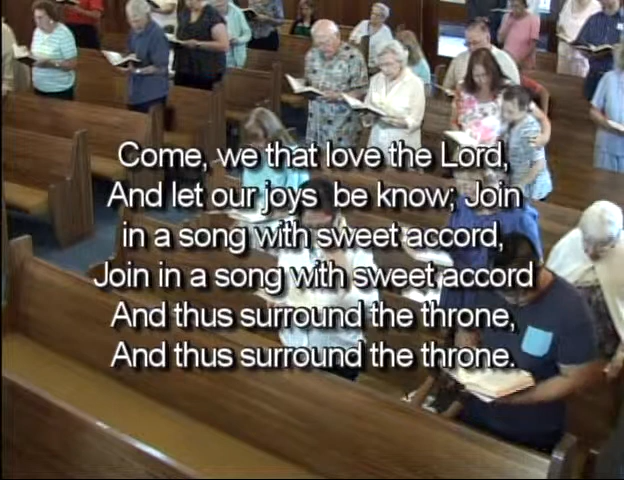 Come, we that love the Lord,
And let our joys be know; Join
in a song with sweet accord,
Join in a song with sweet accord
And thus surround the throne,
And thus surround the throne.